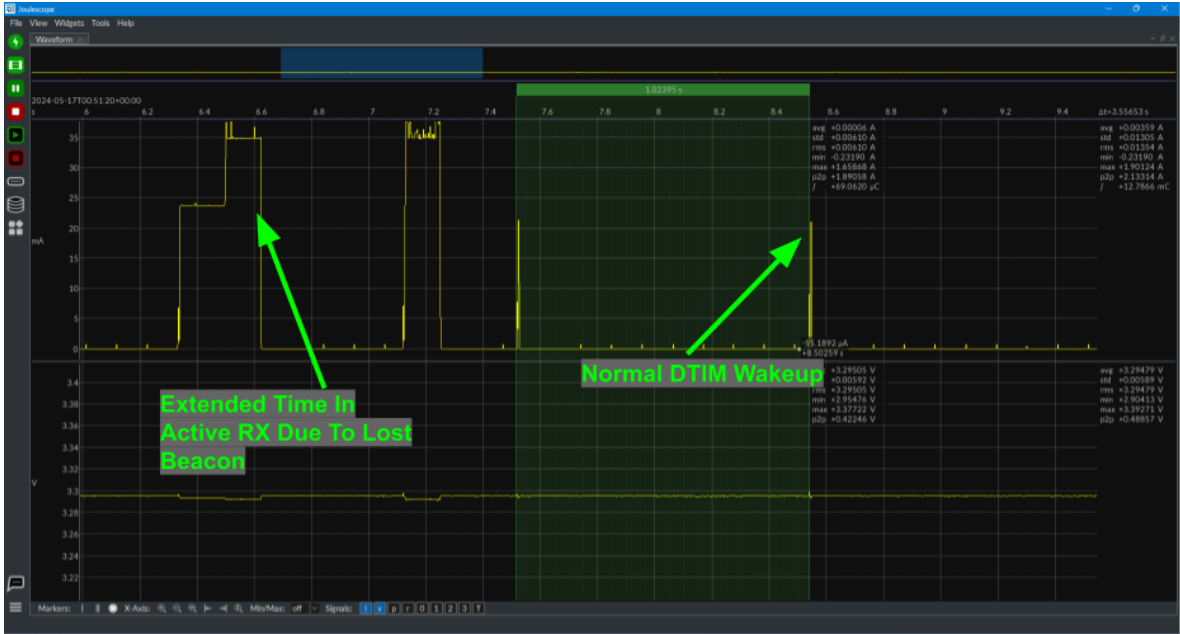 Joulescope
File View Widgets Tools Help
Waveform
1.02395 s
2024-05-17T00:51:20+00:00
s 6 6.2 6.4 6.6 6.8 7 7.2 7.4 7.6 7.8 8 8.2 8.4 8.6 8.8 9 9.2 9.4 Δt=3.55653 s
35
30
25
20
mA
15
10
5
0
avg +0.00006 A
std +0.00610 A
rms +0.00610 A
min -0.23190 A
max +1.65868 A
p2p +1.89058 A
∫ +69.0620 µC
avg +0.00359 A
std +0.01305 A
rms +0.01354 A
min -0.23190 A
max +1.90124 A
p2p +2.13314 A
∫ +12.7866 mC
-55.1892 µA
+8.50259 s
Extended Time In
Active RX Due To Lost
Beacon
Normal DTIM Wakeup
3.4
3.38
3.36
3.34
3.32
V
3.3
3.28
3.26
3.24
3.22
+3.29505 V
+0.00592 V
rms +3.29505 V
min +2.95476 V
max +3.37722 V
p2p +0.42246 V
avg +3.29479 V
std +0.00589 V
rms +3.29479 V
min +2.90413 V
max +3.39271 V
p2p +0.48857 V
Markers: X-Axis: Min/Max: off Signals: i v p r 0 1 2 3 T